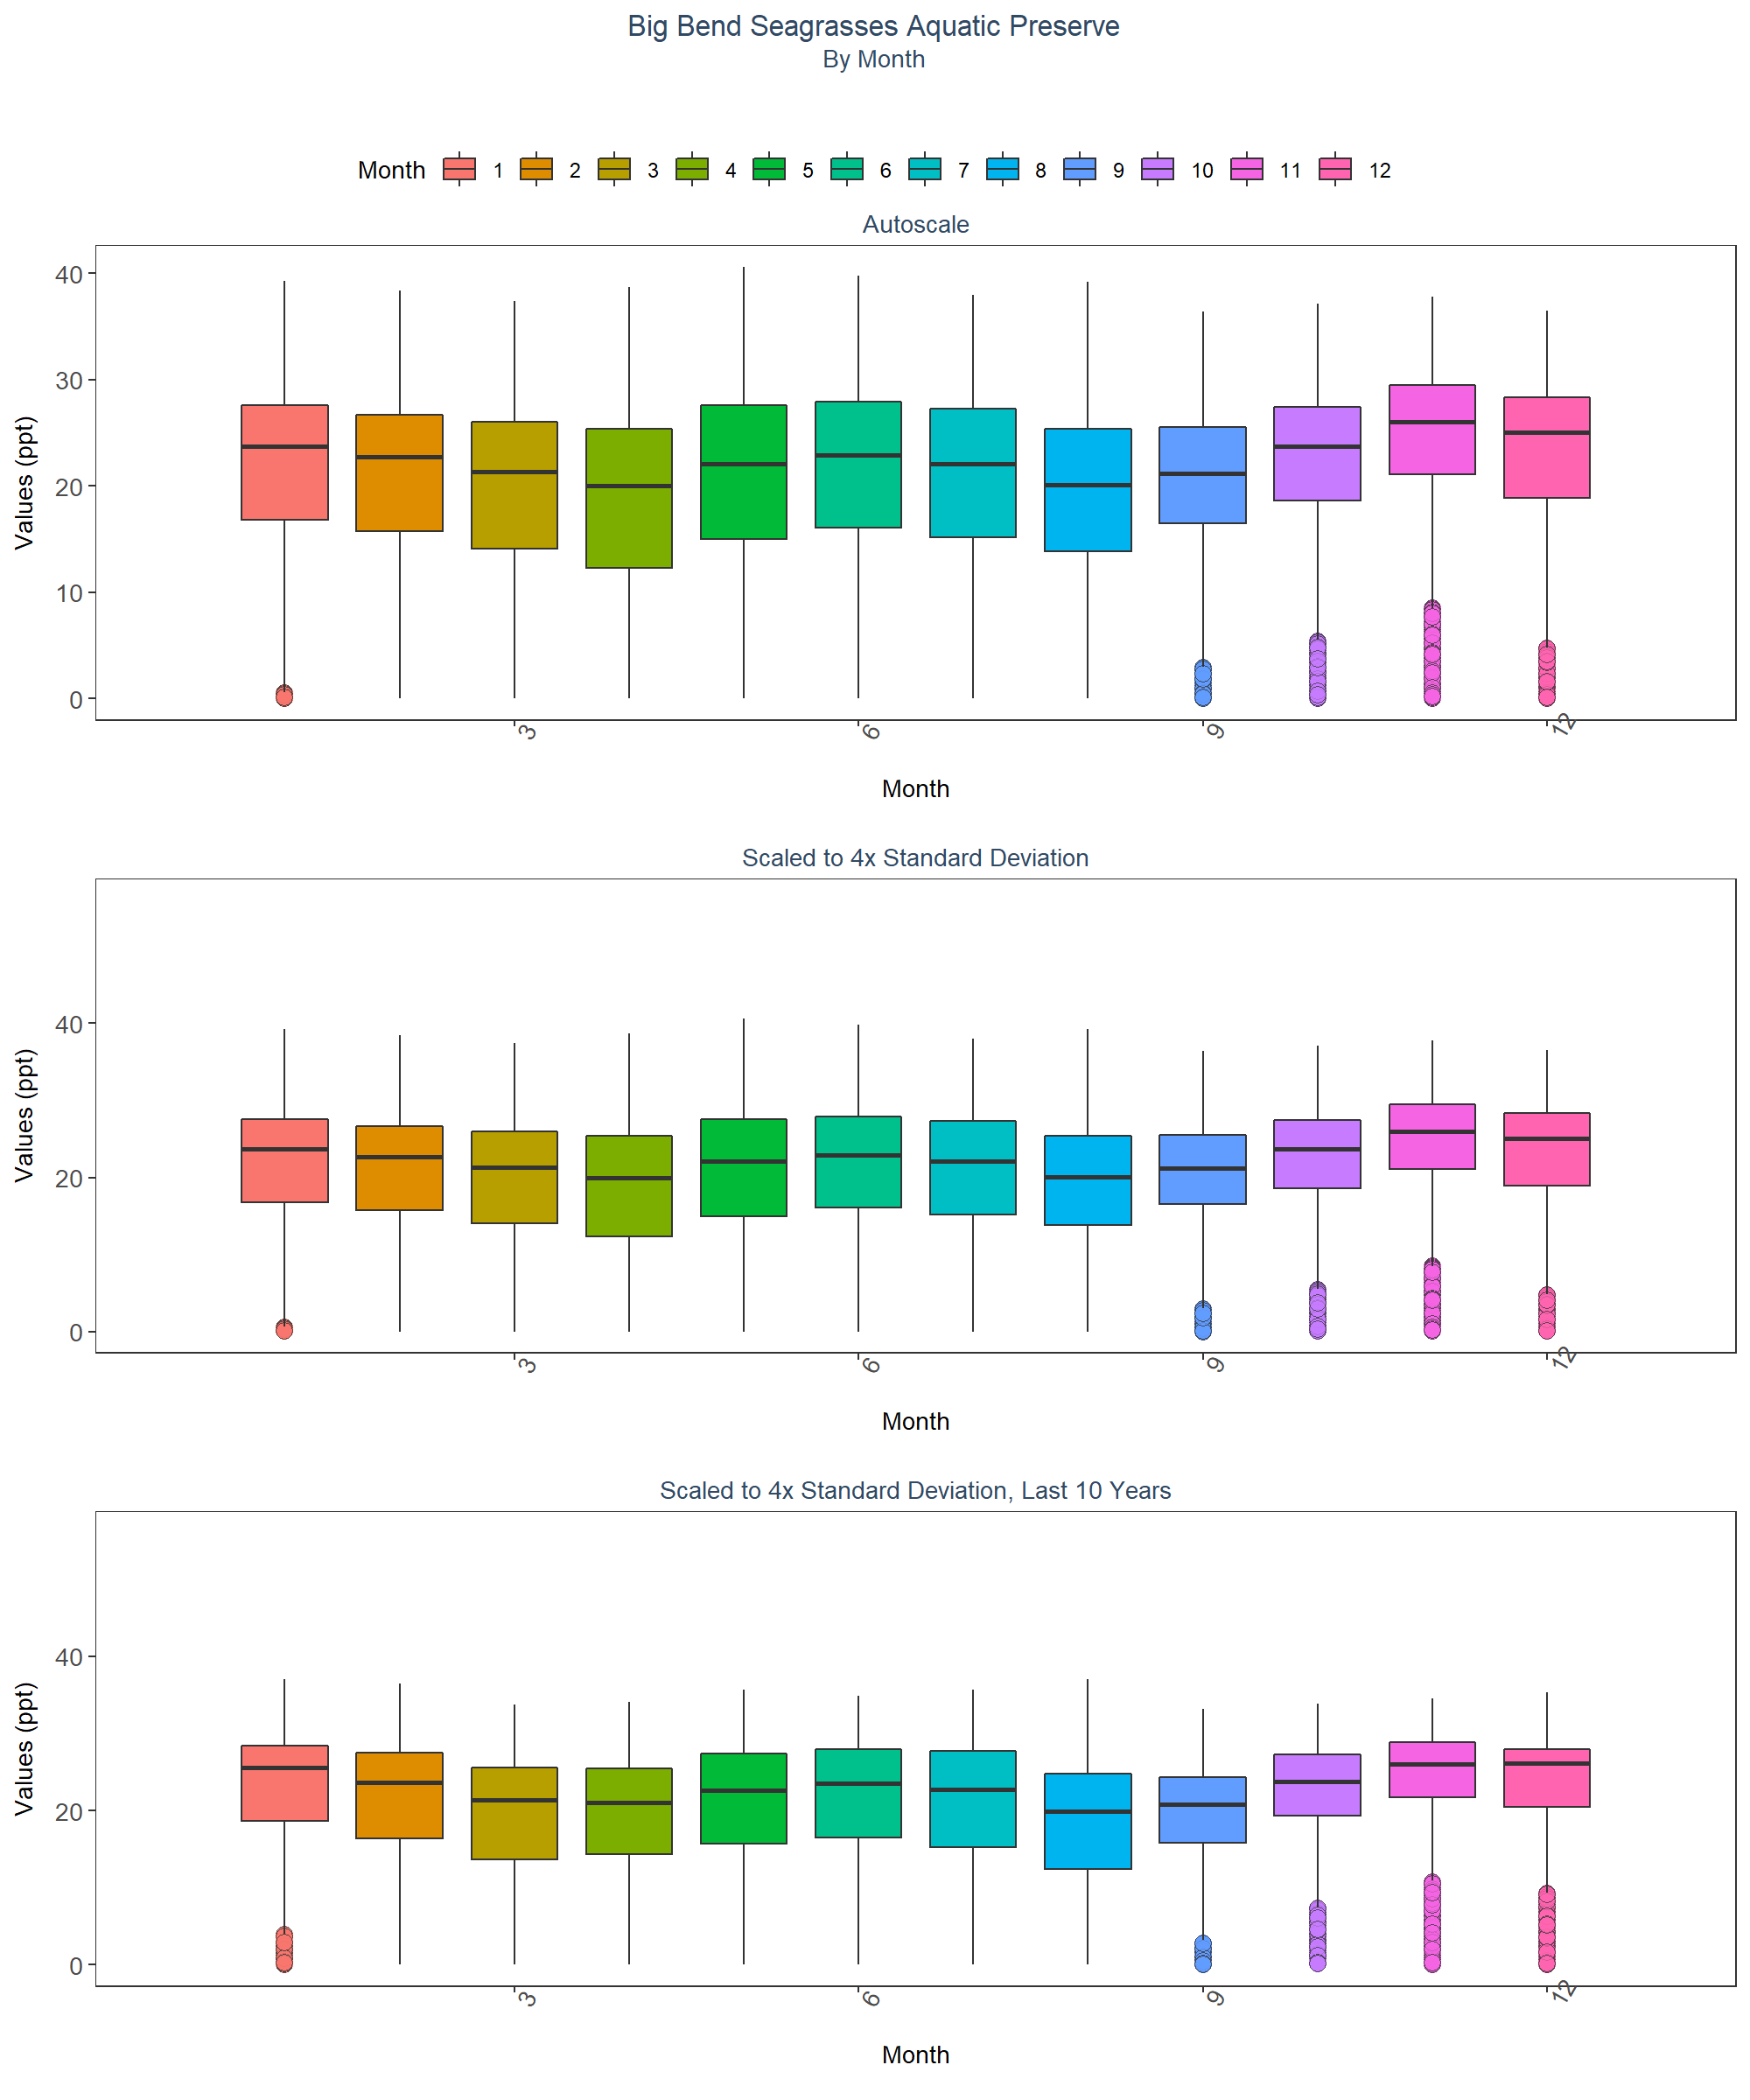 Big Bend Seagrasses Aquatic Preserve
By Month
Month 1 2 3 4 5 6 7 8 9 10 11 12
Autoscale
Values (ppt)
40
30
20
10
0
3 6 9 12
Month
Scaled to 4x Standard Deviation
Values (ppt)
40
20
0
3 6 9 12
Month
Scaled to 4x Standard Deviation, Last 10 Years
Values (ppt)
40
20
0
3 6 9 12
Month